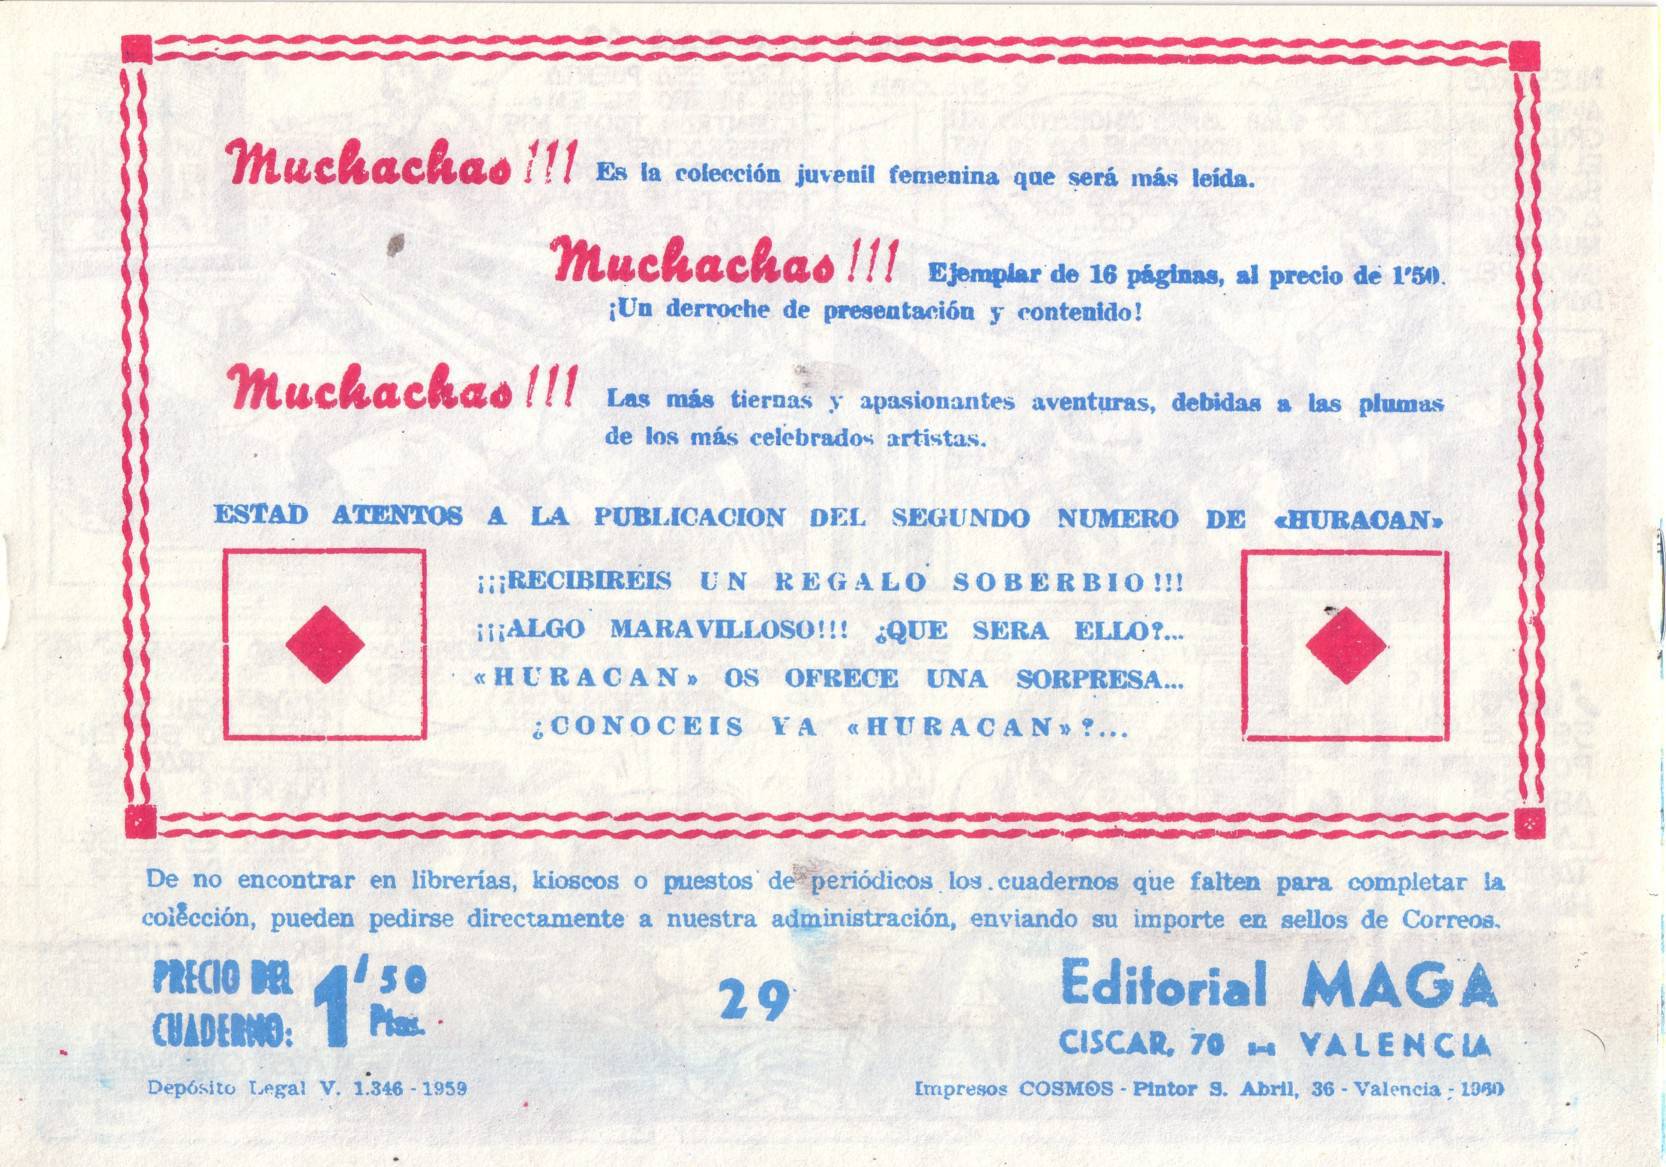 Muchachas!!! Es la colección juvenil femenina que será más leída.
Muchachas!!! Ejemplar de 16 páginas, al precio de 1'50.
¡Un derroche de presentación y contenido!
Muchachas!!! Las más tiernas y apasionantes aventuras, debidas a las plumas
de los más celebrados artistas.
ESTAD ATENTOS A LA PUBLICACION DEL SEGUNDO NUMERO DE «HURACAN»
¡¡¡RECIBIREIS UN REGALO SOBERBIO!!!
¡¡¡ALGO MARAVILLOSO!!! ¿QUE SERA ELLO?...
«HURACAN» OS OFRECE UNA SORPRESA...
¿CONOCEIS YA «HURACAN»?...
De no encontrar en librerías, kioscos o puestos de periódicos los cuadernos que falten para completar la
colección, pueden pedirse directamente a nuestra administración, enviando su importe en sellos de Correos.
PRECIO DEL CUADERNO: 1'50 Ptas.
29
Editorial MAGA
CISCAR, 70 - VALENCIA
Depósito Legal V. 1.346 - 1959
Impresos COSMOS - Pintor S. Abril, 36 - Valencia - 1960